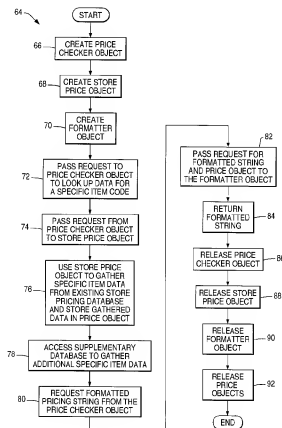 64
START
66
CREATE PRICE
CHECKER OBJECT
68
CREATE STORE
PRICE OBJECT
70
CREATE
FORMATTER
OBJECT
72
PASS REQUEST TO
PRICE CHECKER OBJECT
TO LOOK UP DATA FOR
A SPECIFIC ITEM CODE
74
PASS REQUEST FROM
PRICE CHECKER OBJECT
TO STORE PRICE OBJECT
76
USE STORE PRICE
OBJECT TO GATHER
SPECIFIC ITEM DATA
FROM EXISTING STORE
PRICING DATABASE
AND STORE GATHERED
DATA IN PRICE OBJECT
78
ACCESS SUPPLEMENTARY
DATABASE TO GATHER
ADDITIONAL SPECIFIC ITEM DATA
80
REQUEST FORMATTED
PRICING STRING FROM THE
PRICE CHECKER OBJECT
82
PASS REQUEST FOR
FORMATTED STRING
AND PRICE OBJECT TO
THE FORMATTER OBJECT
84
RETURN
FORMATTED
STRING
86
RELEASE PRICE
CHECKER OBJECT
88
RELEASE STORE
PRICE OBJECT
90
RELEASE
FORMATTER
OBJECT
92
RELEASE
PRICE
OBJECTS
END